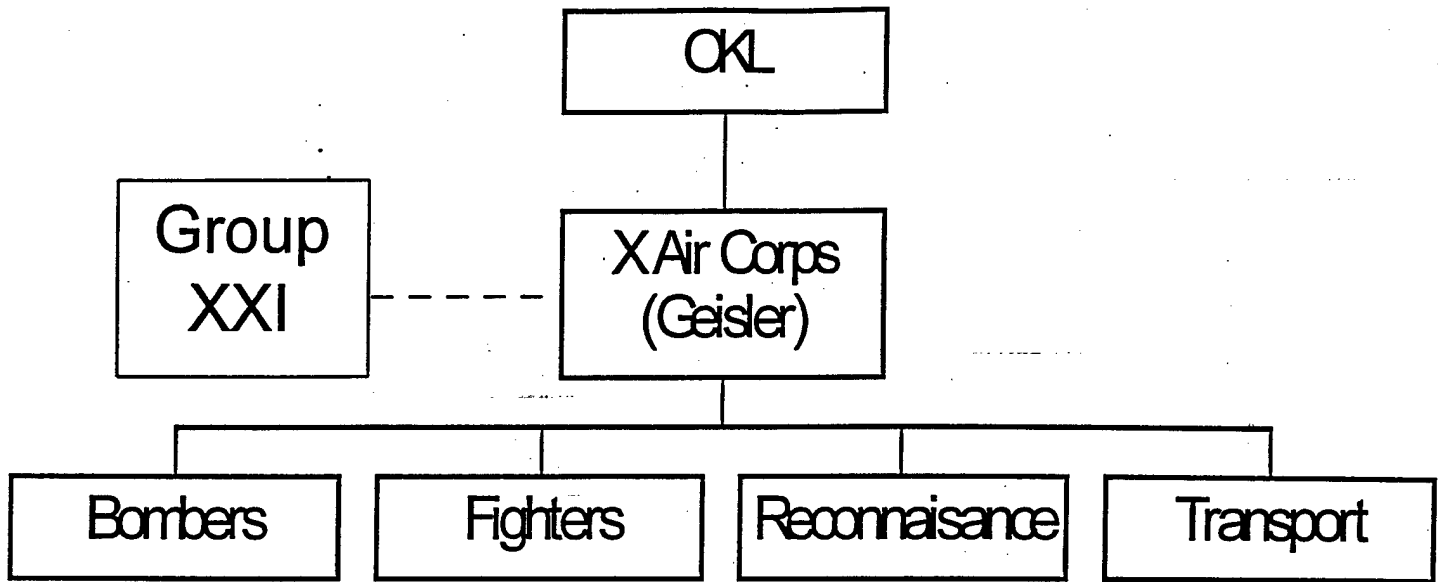 OKL
Group
XXI
X Air Corps
(Geisler)
Bombers
Fighters
Reconnaisance
Transport